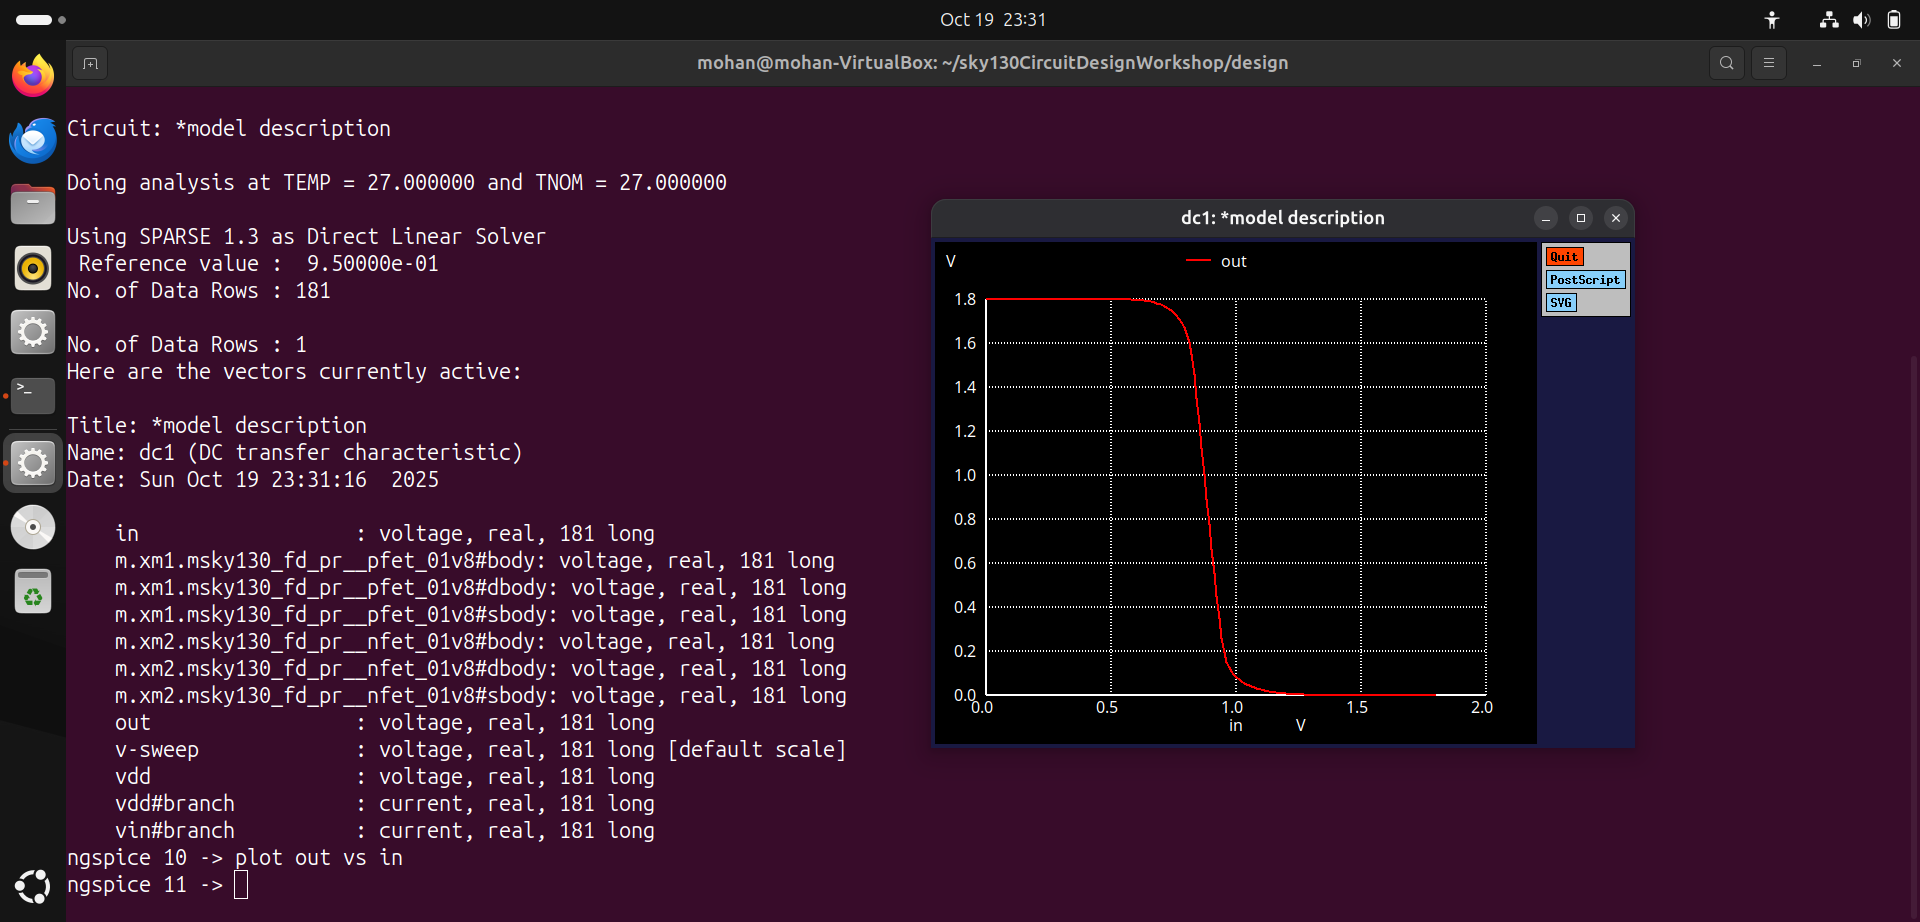 Oct 19 23:31
mohan@mohan-VirtualBox: ~/sky130CircuitDesignWorkshop/design
Circuit: *model description
Doing analysis at TEMP = 27.000000 and TNOM = 27.000000
Using SPARSE 1.3 as Direct Linear Solver
Reference value :  9.50000e-01
No. of Data Rows : 181
No. of Data Rows : 1
Here are the vectors currently active:
Title: *model description
Name: dc1 (DC transfer characteristic)
Date: Sun Oct 19 23:31:16  2025
in : voltage, real, 181 long
m.xm1.msky130_fd_pr__pfet_01v8#body: voltage, real, 181 long
m.xm1.msky130_fd_pr__pfet_01v8#dbody: voltage, real, 181 long
m.xm1.msky130_fd_pr__pfet_01v8#sbody: voltage, real, 181 long
m.xm2.msky130_fd_pr__nfet_01v8#body: voltage, real, 181 long
m.xm2.msky130_fd_pr__nfet_01v8#dbody: voltage, real, 181 long
m.xm2.msky130_fd_pr__nfet_01v8#sbody: voltage, real, 181 long
out : voltage, real, 181 long
v-sweep : voltage, real, 181 long [default scale]
vdd : voltage, real, 181 long
vdd#branch : current, real, 181 long
vin#branch : current, real, 181 long
ngspice 10 -> plot out vs in
ngspice 11 ->
dc1: *model description
V
out
Quit
PostScript
SVG
1.8
1.6
1.4
1.2
1.0
0.8
0.6
0.4
0.2
0.0
0.0 0.5 1.0 1.5 2.0
in V